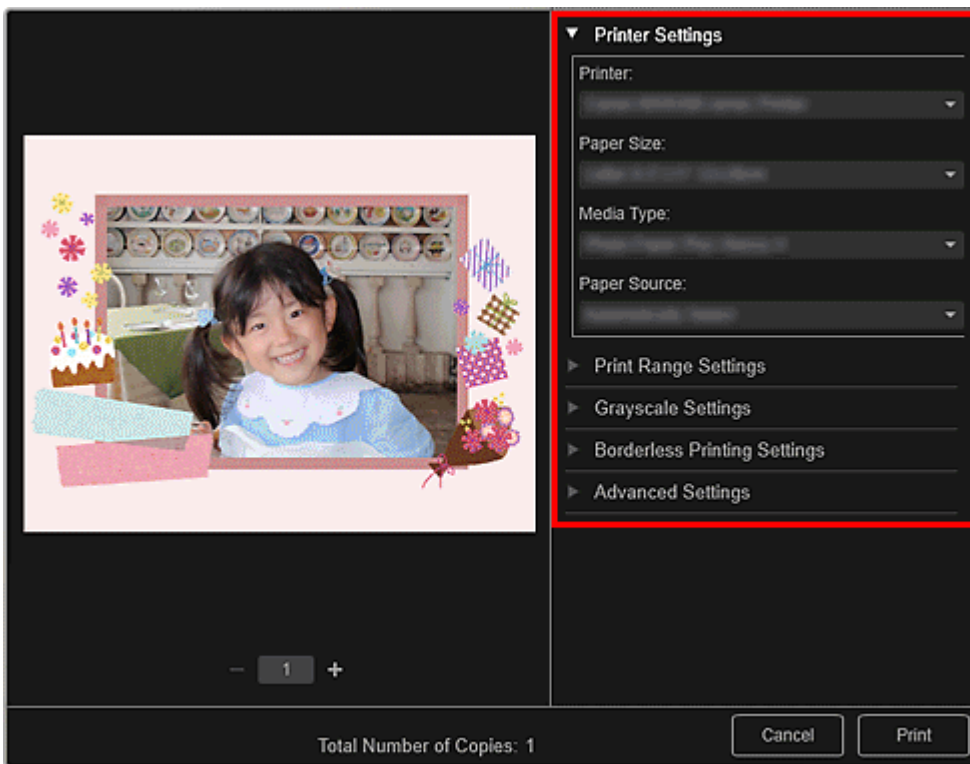 Printer Settings
Printer:
Paper Size:
Media Type:
Paper Source:
Print Range Settings
Grayscale Settings
Borderless Printing Settings
Advanced Settings
1
Total Number of Copies: 1
Cancel
Print